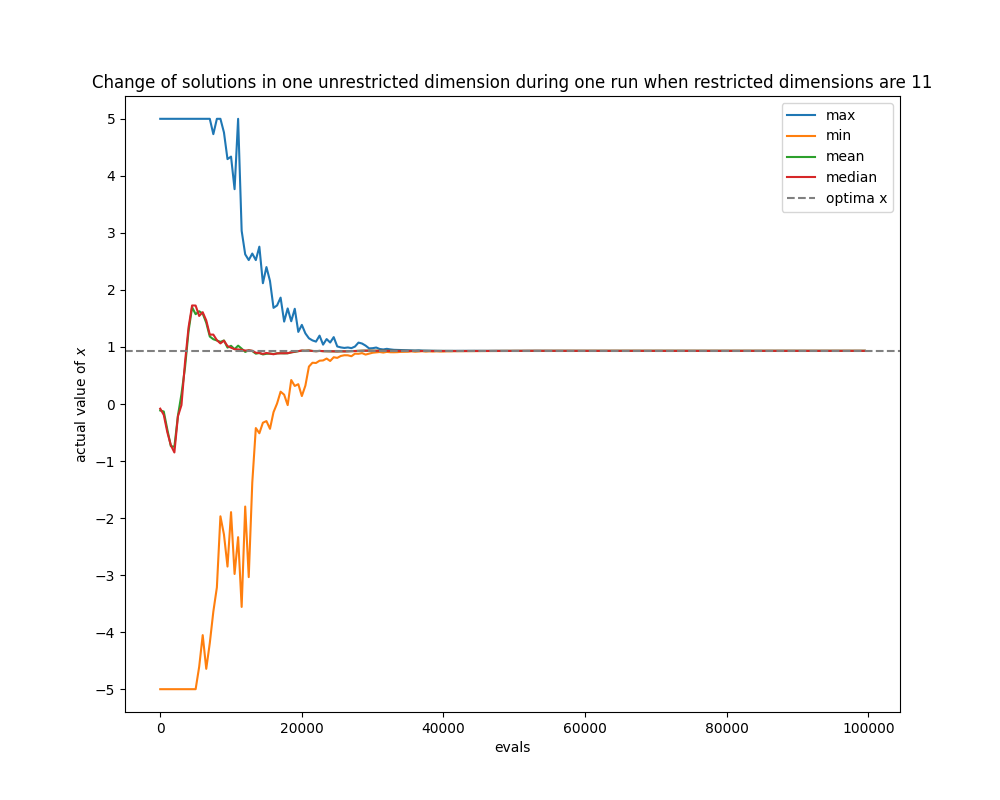 Change of solutions in one unrestricted dimension during one run when restricted dimensions are 11
max
min
mean
median
optima x
actual value of x
5
4
3
2
1
0
−1
−2
−3
−4
−5
0
20000
40000
60000
80000
100000
evals